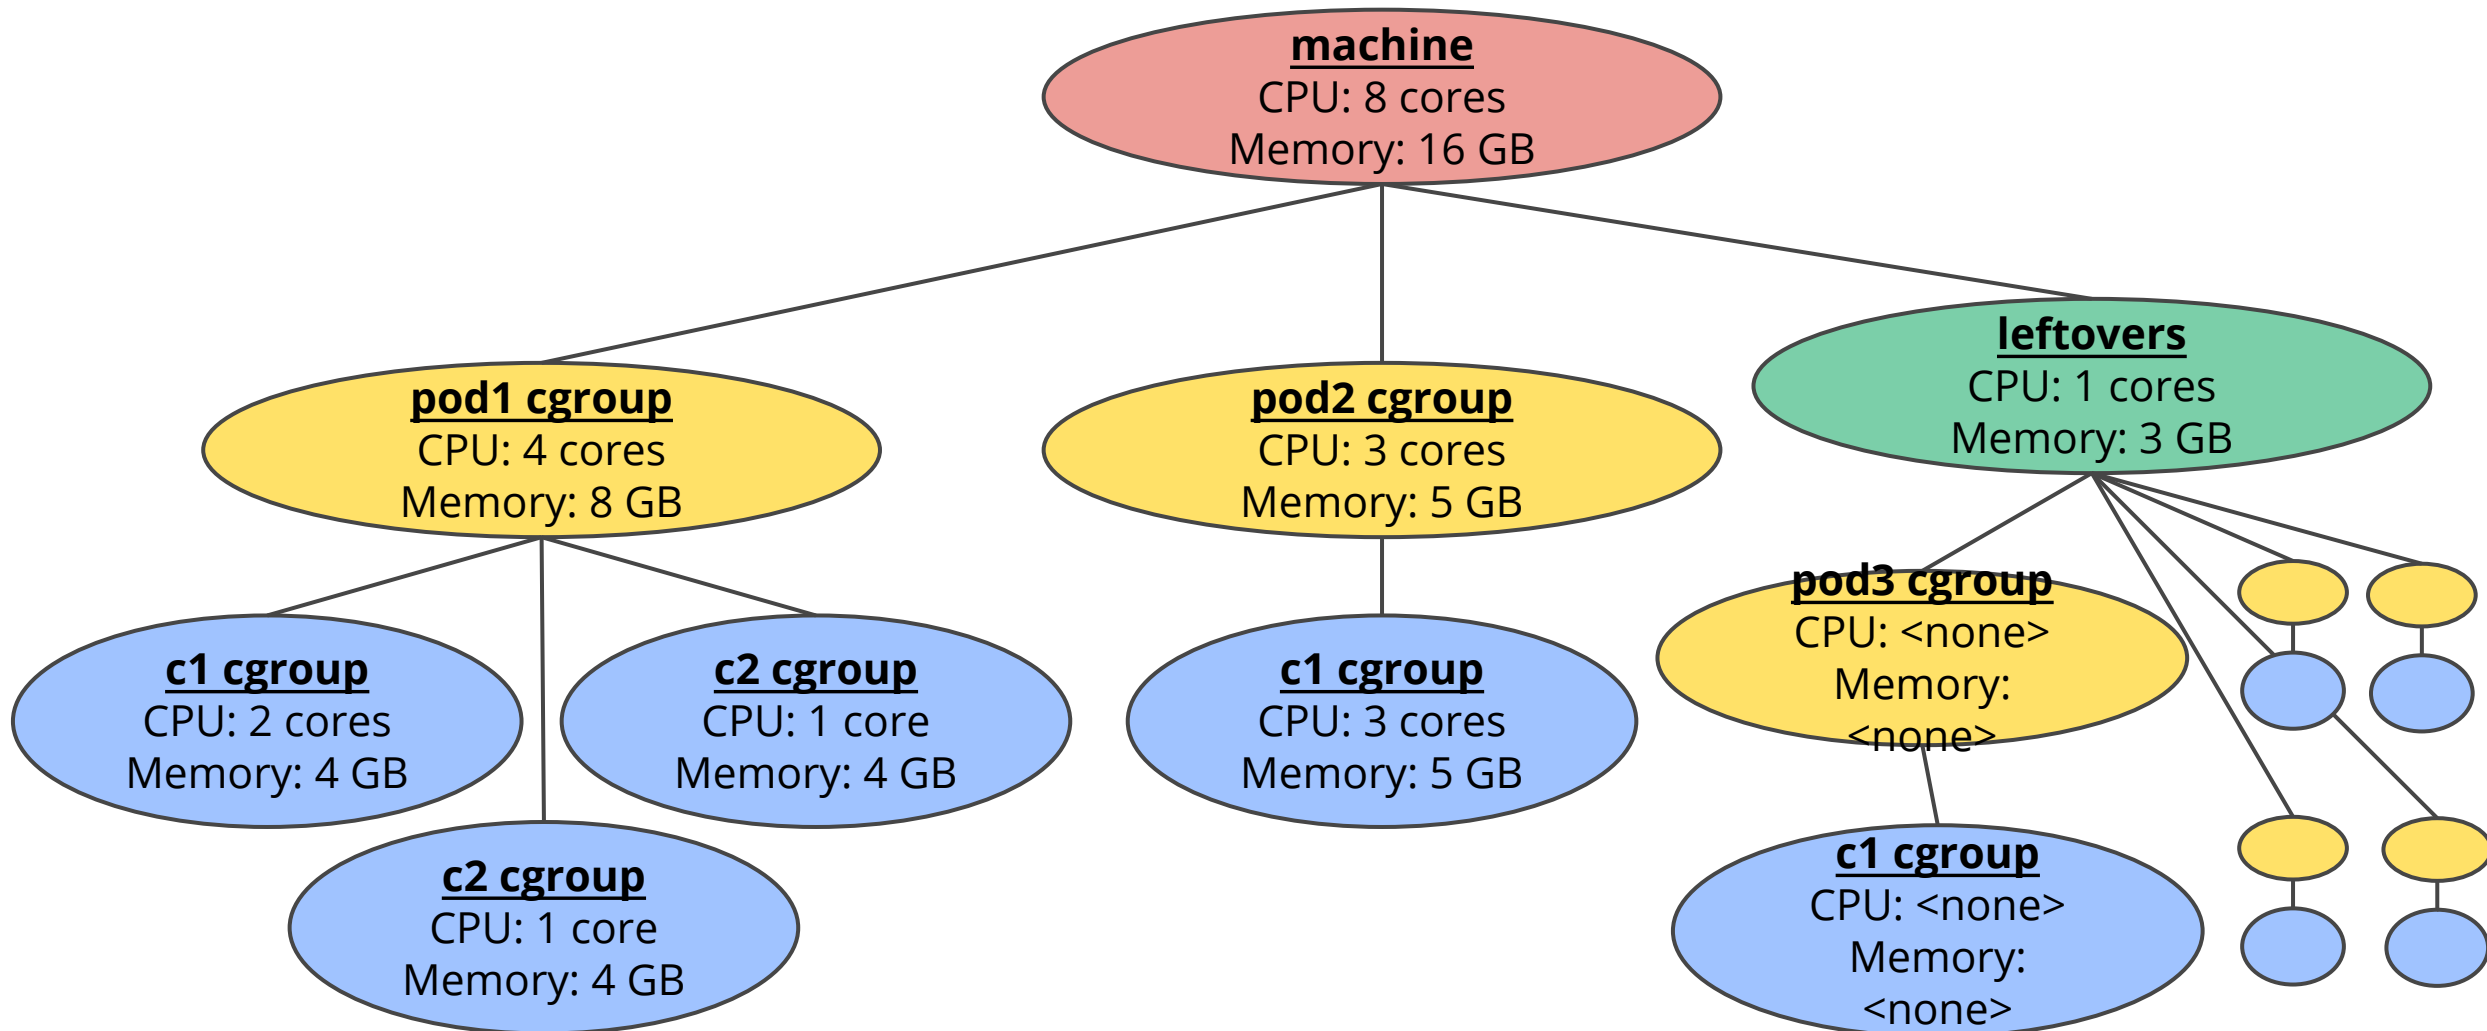 machine
CPU: 8 cores
Memory: 16 GB
pod1 cgroup
CPU: 4 cores
Memory: 8 GB
pod2 cgroup
CPU: 3 cores
Memory: 5 GB
leftovers
CPU: 1 cores
Memory: 3 GB
c1 cgroup
CPU: 2 cores
Memory: 4 GB
c2 cgroup
CPU: 1 core
Memory: 4 GB
c2 cgroup
CPU: 1 core
Memory: 4 GB
c1 cgroup
CPU: 3 cores
Memory: 5 GB
pod3 cgroup
CPU: <none>
Memory:
<none>
c1 cgroup
CPU: <none>
Memory:
<none>